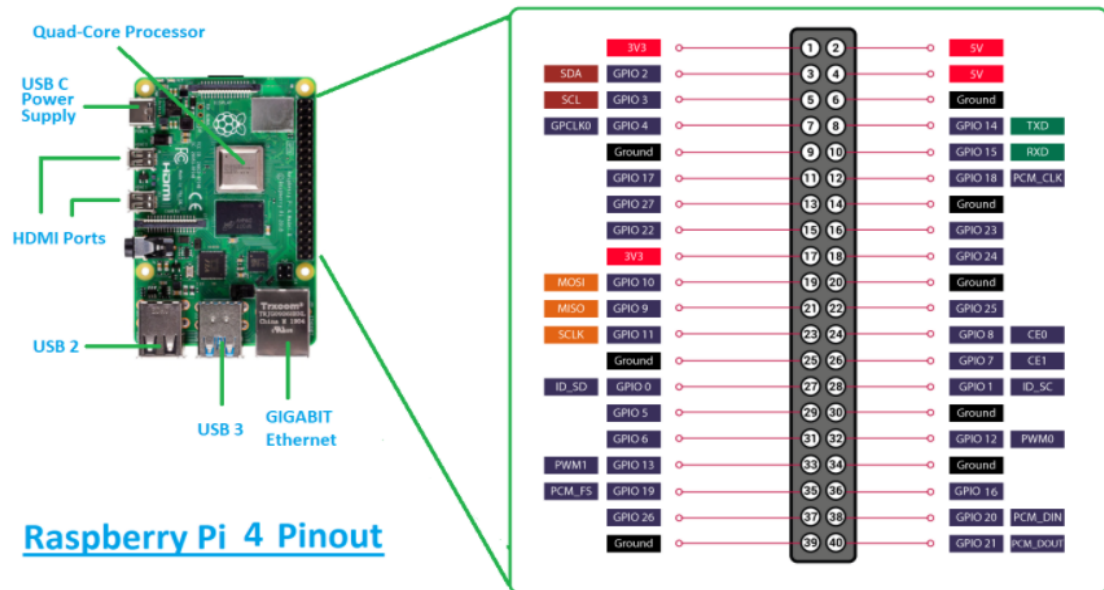 Quad-Core Processor
USB C
Power
Supply
HDMI Ports
HDMI
Trxcom
China
USB 2
USB 3
GIGABIT
Ethernet
Raspberry Pi 4 Pinout
3V3 1 2 5V
SDA GPIO 2 3 4 5V
SCL GPIO 3 5 6 Ground
GPCLK0 GPIO 4 7 8 GPIO 14 TXD
Ground 9 10 GPIO 15 RXD
GPIO 17 11 12 GPIO 18 PCM_CLK
GPIO 27 13 14 Ground
GPIO 22 15 16 GPIO 23
3V3 17 18 GPIO 24
MOSI GPIO 10 19 20 Ground
MISO GPIO 9 21 22 GPIO 25
SCLK GPIO 11 23 24 GPIO 8 CE0
Ground 25 26 GPIO 7 CE1
ID_SD GPIO 0 27 28 GPIO 1 ID_SC
GPIO 5 29 30 Ground
GPIO 6 31 32 GPIO 12 PWM0
PWM1 GPIO 13 33 34 Ground
PCM_FS GPIO 19 35 36 GPIO 16
GPIO 26 37 38 GPIO 20 PCM_DIN
Ground 39 40 GPIO 21 PCM_DOUT